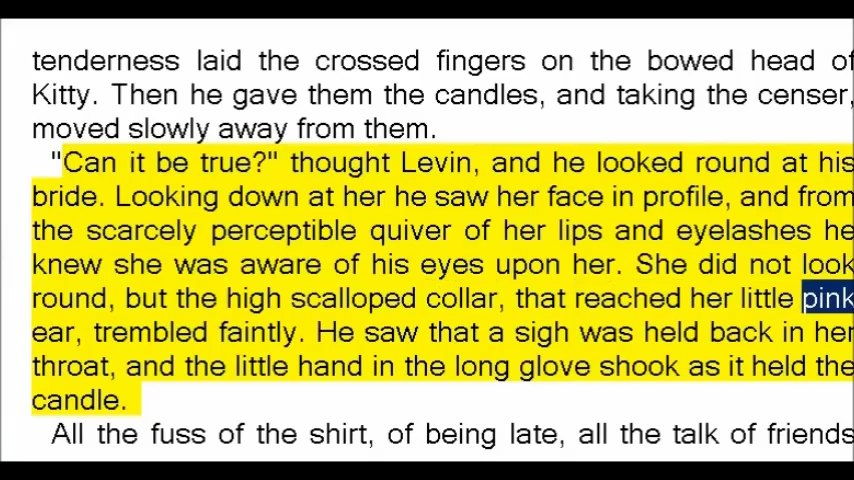 tenderness laid the crossed fingers on the bowed head of
Kitty. Then he gave them the candles, and taking the censer,
moved slowly away from them.
"Can it be true?" thought Levin, and he looked round at his
bride. Looking down at her he saw her face in profile, and from
the scarcely perceptible quiver of her lips and eyelashes he
knew she was aware of his eyes upon her. She did not look
round, but the high scalloped collar, that reached her little pink
ear, trembled faintly. He saw that a sigh was held back in her
throat, and the little hand in the long glove shook as it held the
candle.
All the fuss of the shirt, of being late, all the talk of friends